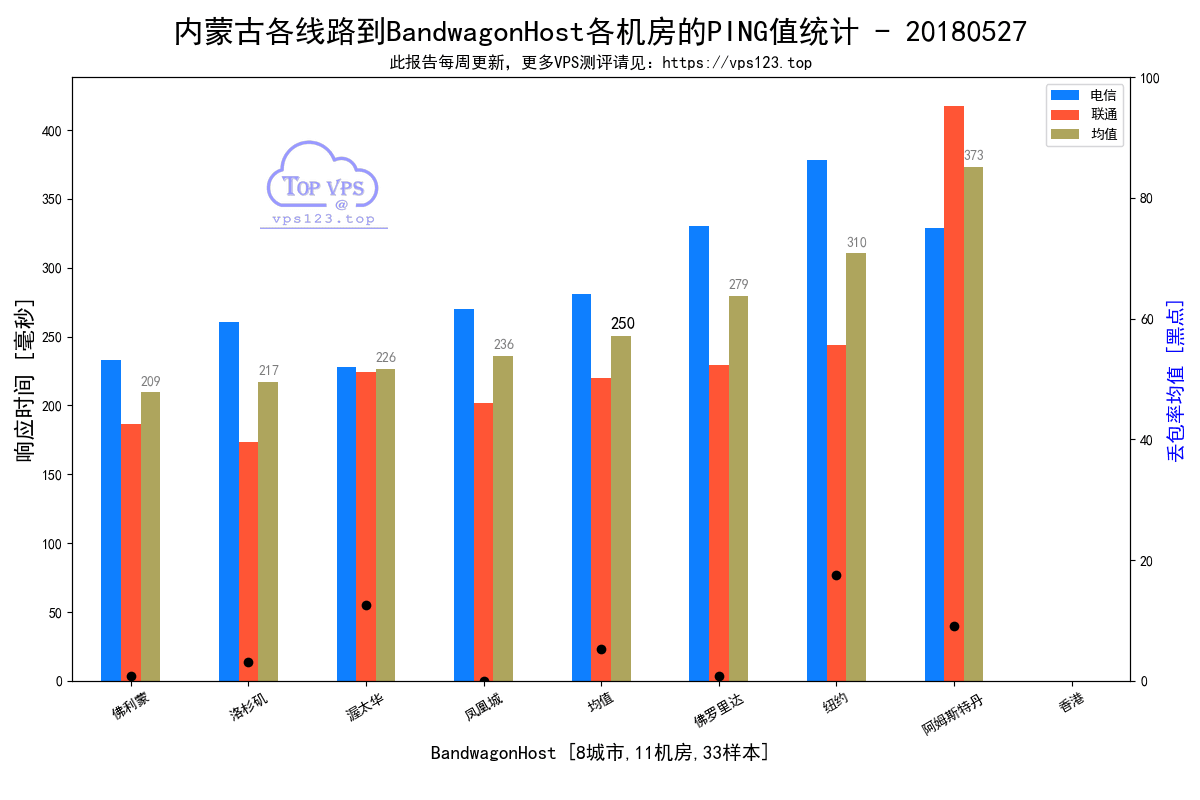 内蒙古各线路到BandwagonHost各机房的PING值统计 - 20180527
此报告每周更新，更多VPS测评请见：https://vps123.top
电信
联通
均值
TOP VPS
@
vps123.top
响应时间 [毫秒]
400
350
300
250
200
150
100
50
0
209
217
226
236
250
279
310
373
100
80
60
40
20
0
丢包率均值 [黑点]
佛利蒙
洛杉矶
渥太华
凤凰城
均值
佛罗里达
纽约
阿姆斯特丹
香港
BandwagonHost [8城市,11机房,33样本]